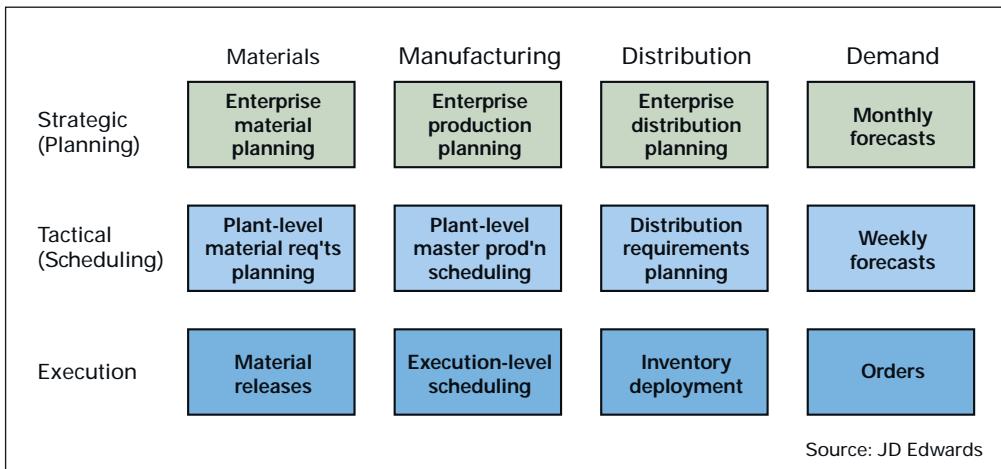 Materials
Manufacturing
Distribution
Demand
Strategic
(Planning)
Enterprise
material
planning
Enterprise
production
planning
Enterprise
distribution
planning
Monthly
forecasts
Tactical
(Scheduling)
Plant-level
material req'ts
planning
Plant-level
master prod'n
scheduling
Distribution
requirements
planning
Weekly
forecasts
Execution
Material
releases
Execution-level
scheduling
Inventory
deployment
Orders
Source: JD Edwards